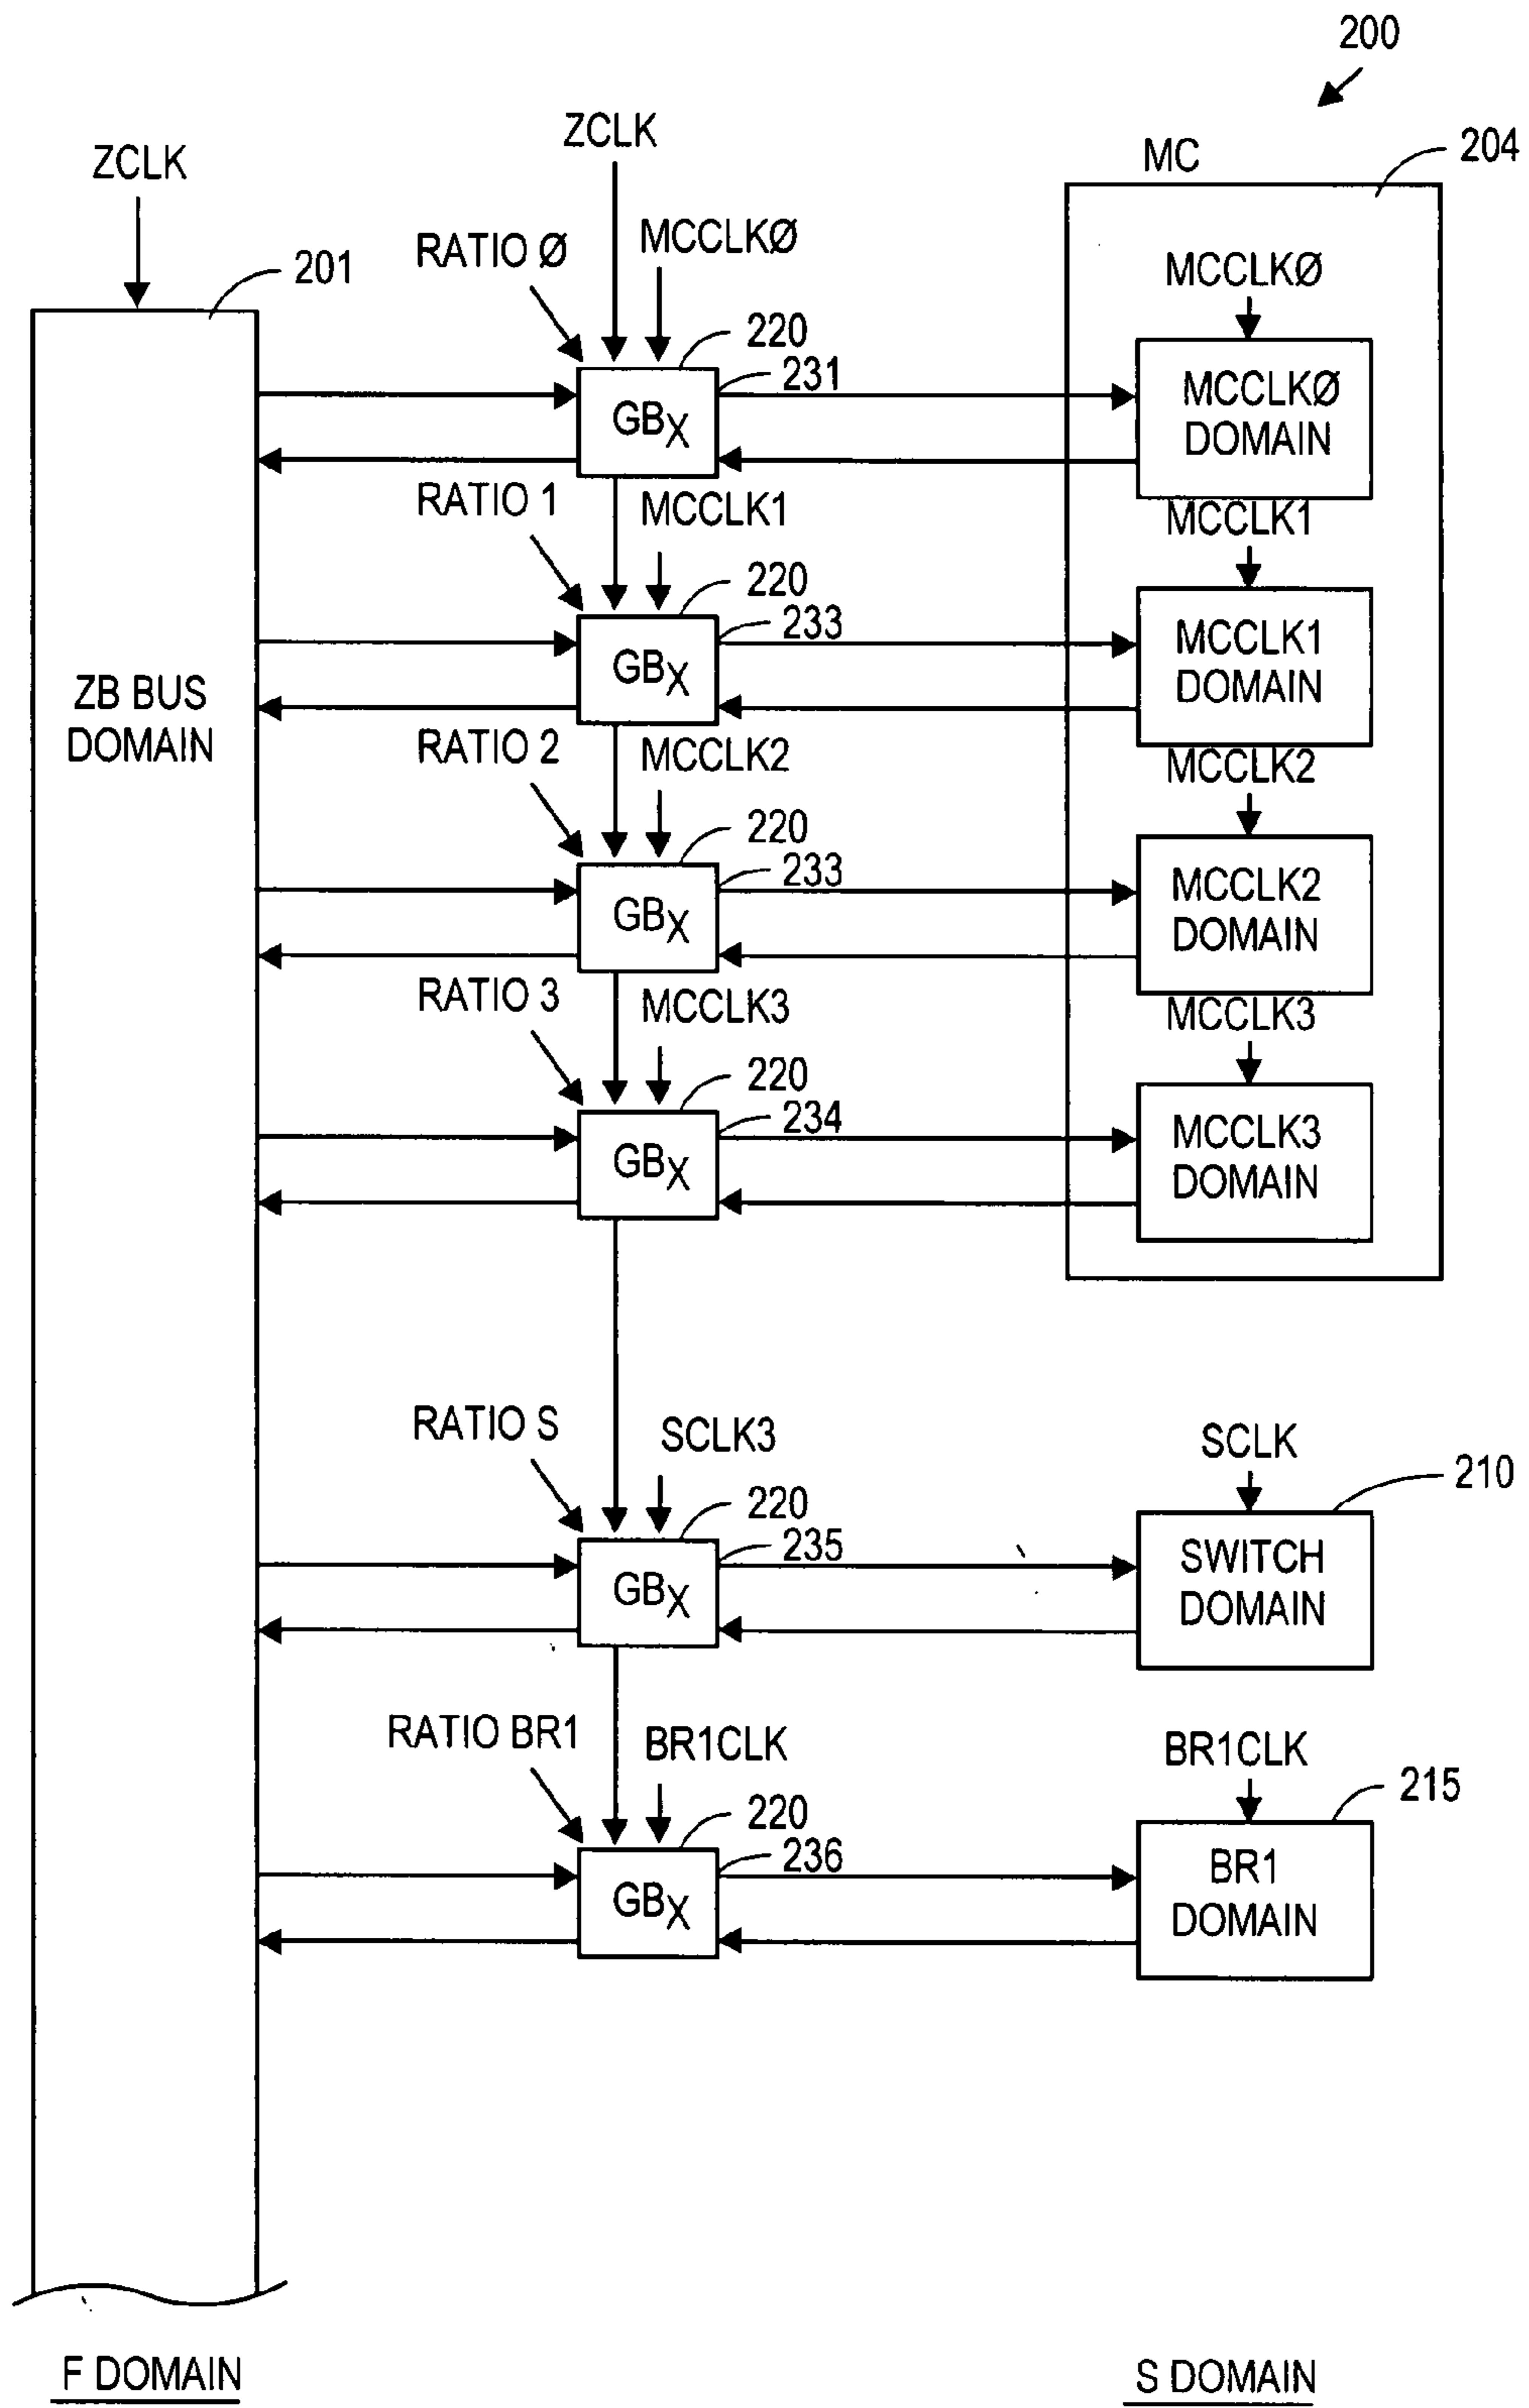 200
ZCLK
ZCLK
MC
204
RATIO Ø
MCCLKØ
201
MCCLKØ
220
231
GBX
MCCLKØ
DOMAIN
RATIO 1
MCCLK1
MCCLK1
220
233
GBX
MCCLK1
DOMAIN
ZB BUS
DOMAIN
RATIO 2
MCCLK2
MCCLK2
220
233
GBX
MCCLK2
DOMAIN
RATIO 3
MCCLK3
MCCLK3
220
234
GBX
MCCLK3
DOMAIN
RATIO S
SCLK3
SCLK
210
220
235
GBX
SWITCH
DOMAIN
RATIO BR1
BR1CLK
BR1CLK
215
220
236
GBX
BR1
DOMAIN
F DOMAIN
S DOMAIN